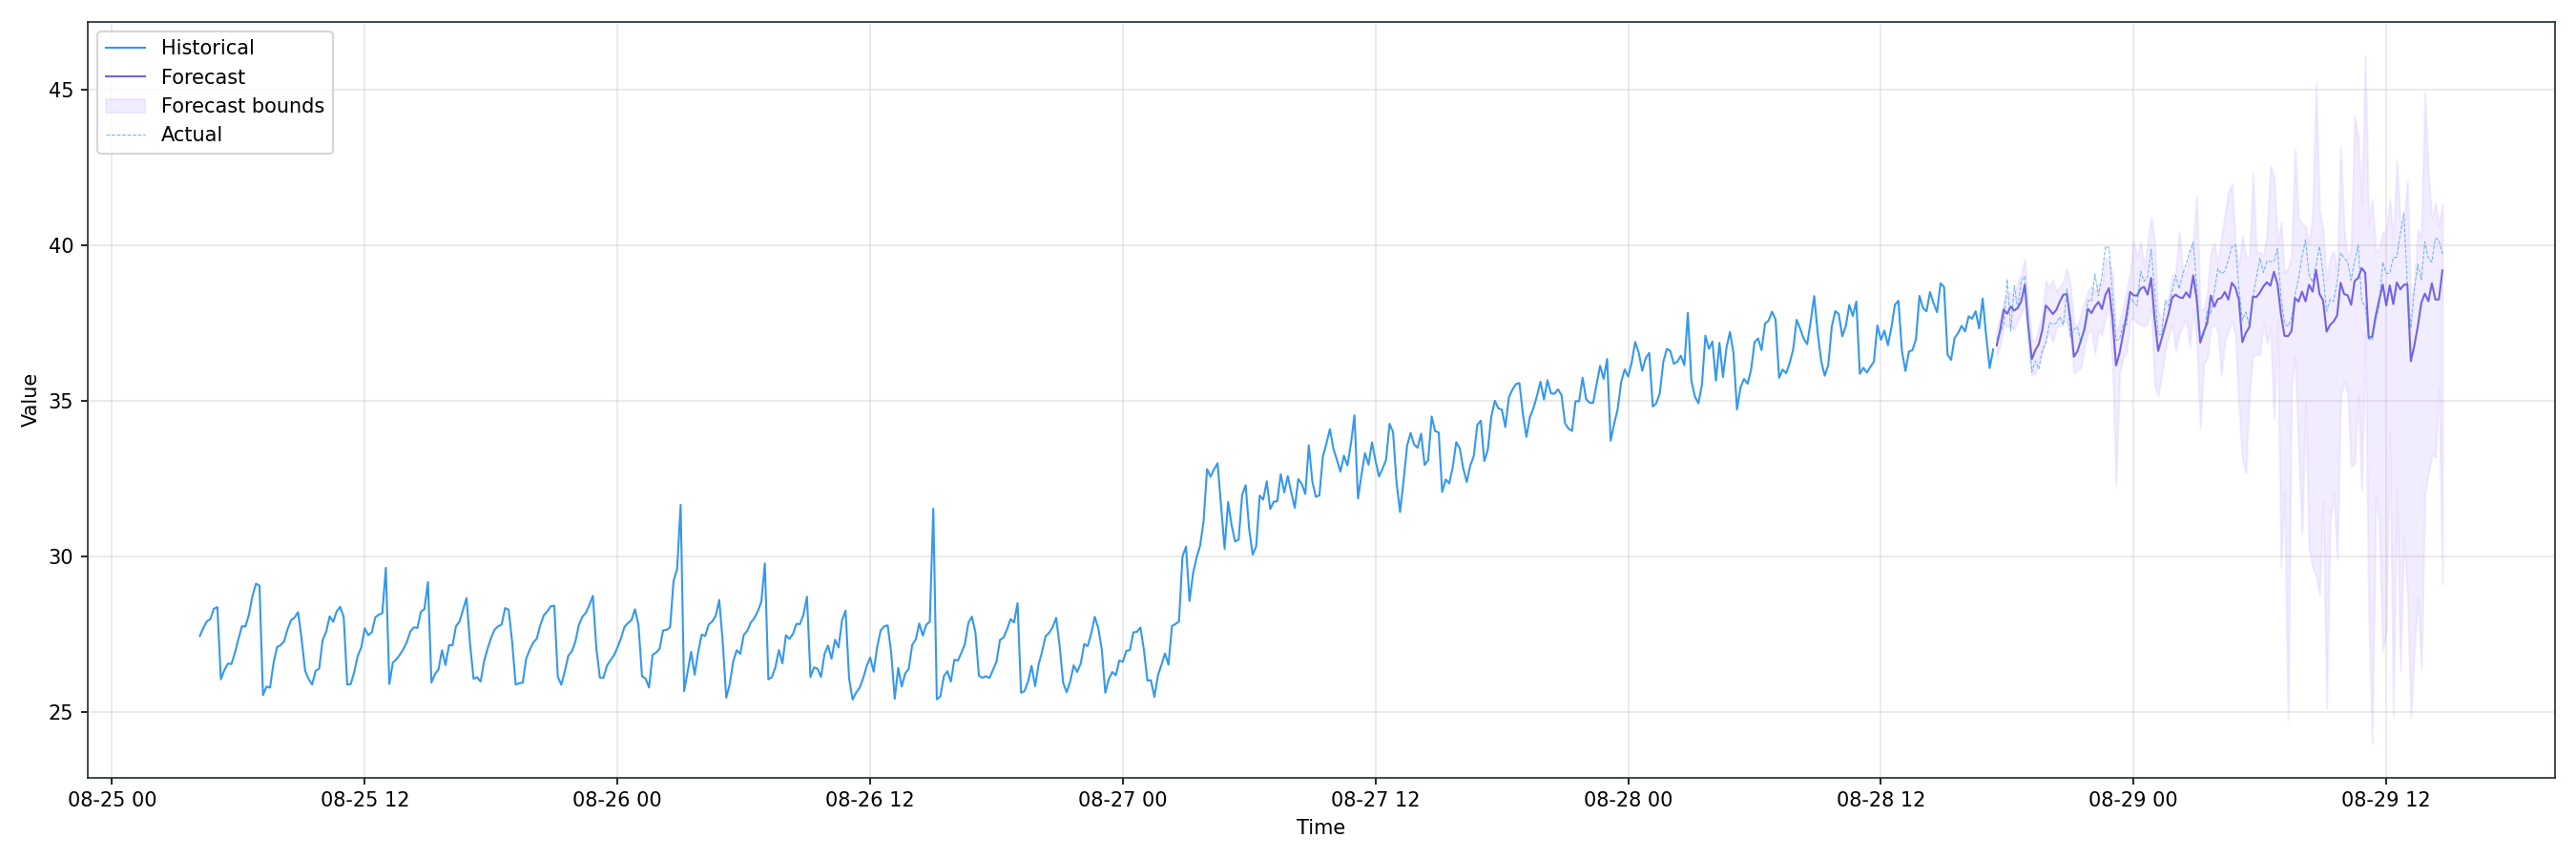 Historical
Forecast
Forecast bounds
Actual
45
40
35
30
25
Value
08-25 00
08-25 12
08-26 00
08-26 12
08-27 00
08-27 12
08-28 00
08-28 12
08-29 00
08-29 12
Time